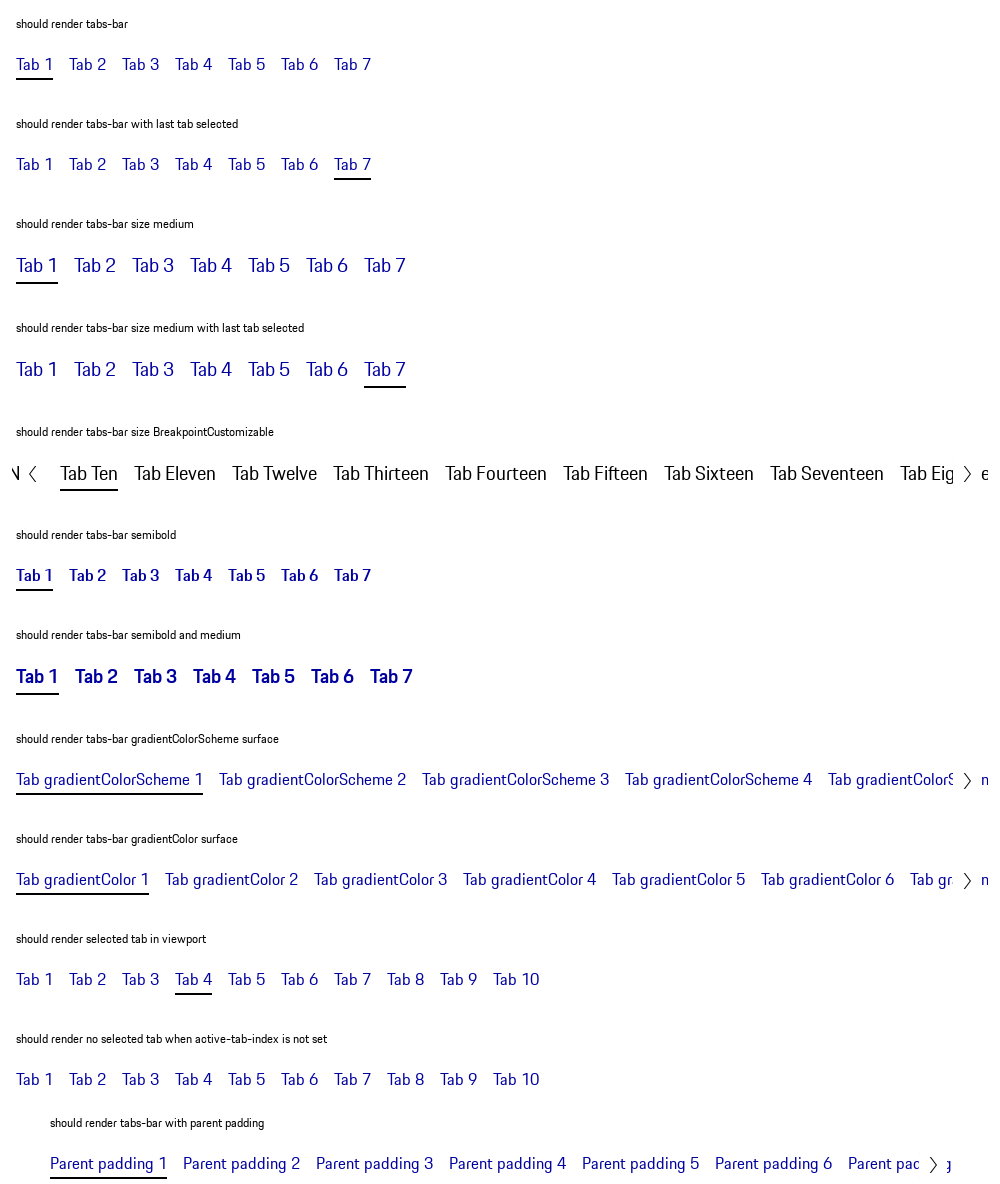 should render tabs-bar
Tab 1 Tab 2 Tab 3 Tab 4 Tab 5 Tab 6 Tab 7
should render tabs-bar with last tab selected
Tab 1 Tab 2 Tab 3 Tab 4 Tab 5 Tab 6 Tab 7
should render tabs-bar size medium
Tab 1 Tab 2 Tab 3 Tab 4 Tab 5 Tab 6 Tab 7
should render tabs-bar size medium with last tab selected
Tab 1 Tab 2 Tab 3 Tab 4 Tab 5 Tab 6 Tab 7
should render tabs-bar size BreakpointCustomizable
Tab Ten Tab Eleven Tab Twelve Tab Thirteen Tab Fourteen Tab Fifteen Tab Sixteen Tab Seventeen Tab Eig
should render tabs-bar semibold
Tab 1 Tab 2 Tab 3 Tab 4 Tab 5 Tab 6 Tab 7
should render tabs-bar semibold and medium
Tab 1 Tab 2 Tab 3 Tab 4 Tab 5 Tab 6 Tab 7
should render tabs-bar gradientColorScheme surface
Tab gradientColorScheme 1 Tab gradientColorScheme 2 Tab gradientColorScheme 3 Tab gradientColorScheme 4 Tab gradientColorS
should render tabs-bar gradientColor surface
Tab gradientColor 1 Tab gradientColor 2 Tab gradientColor 3 Tab gradientColor 4 Tab gradientColor 5 Tab gradientColor 6 Tab gr
should render selected tab in viewport
Tab 1 Tab 2 Tab 3 Tab 4 Tab 5 Tab 6 Tab 7 Tab 8 Tab 9 Tab 10
should render no selected tab when active-tab-index is not set
Tab 1 Tab 2 Tab 3 Tab 4 Tab 5 Tab 6 Tab 7 Tab 8 Tab 9 Tab 10
should render tabs-bar with parent padding
Parent padding 1 Parent padding 2 Parent padding 3 Parent padding 4 Parent padding 5 Parent padding 6 Parent pac